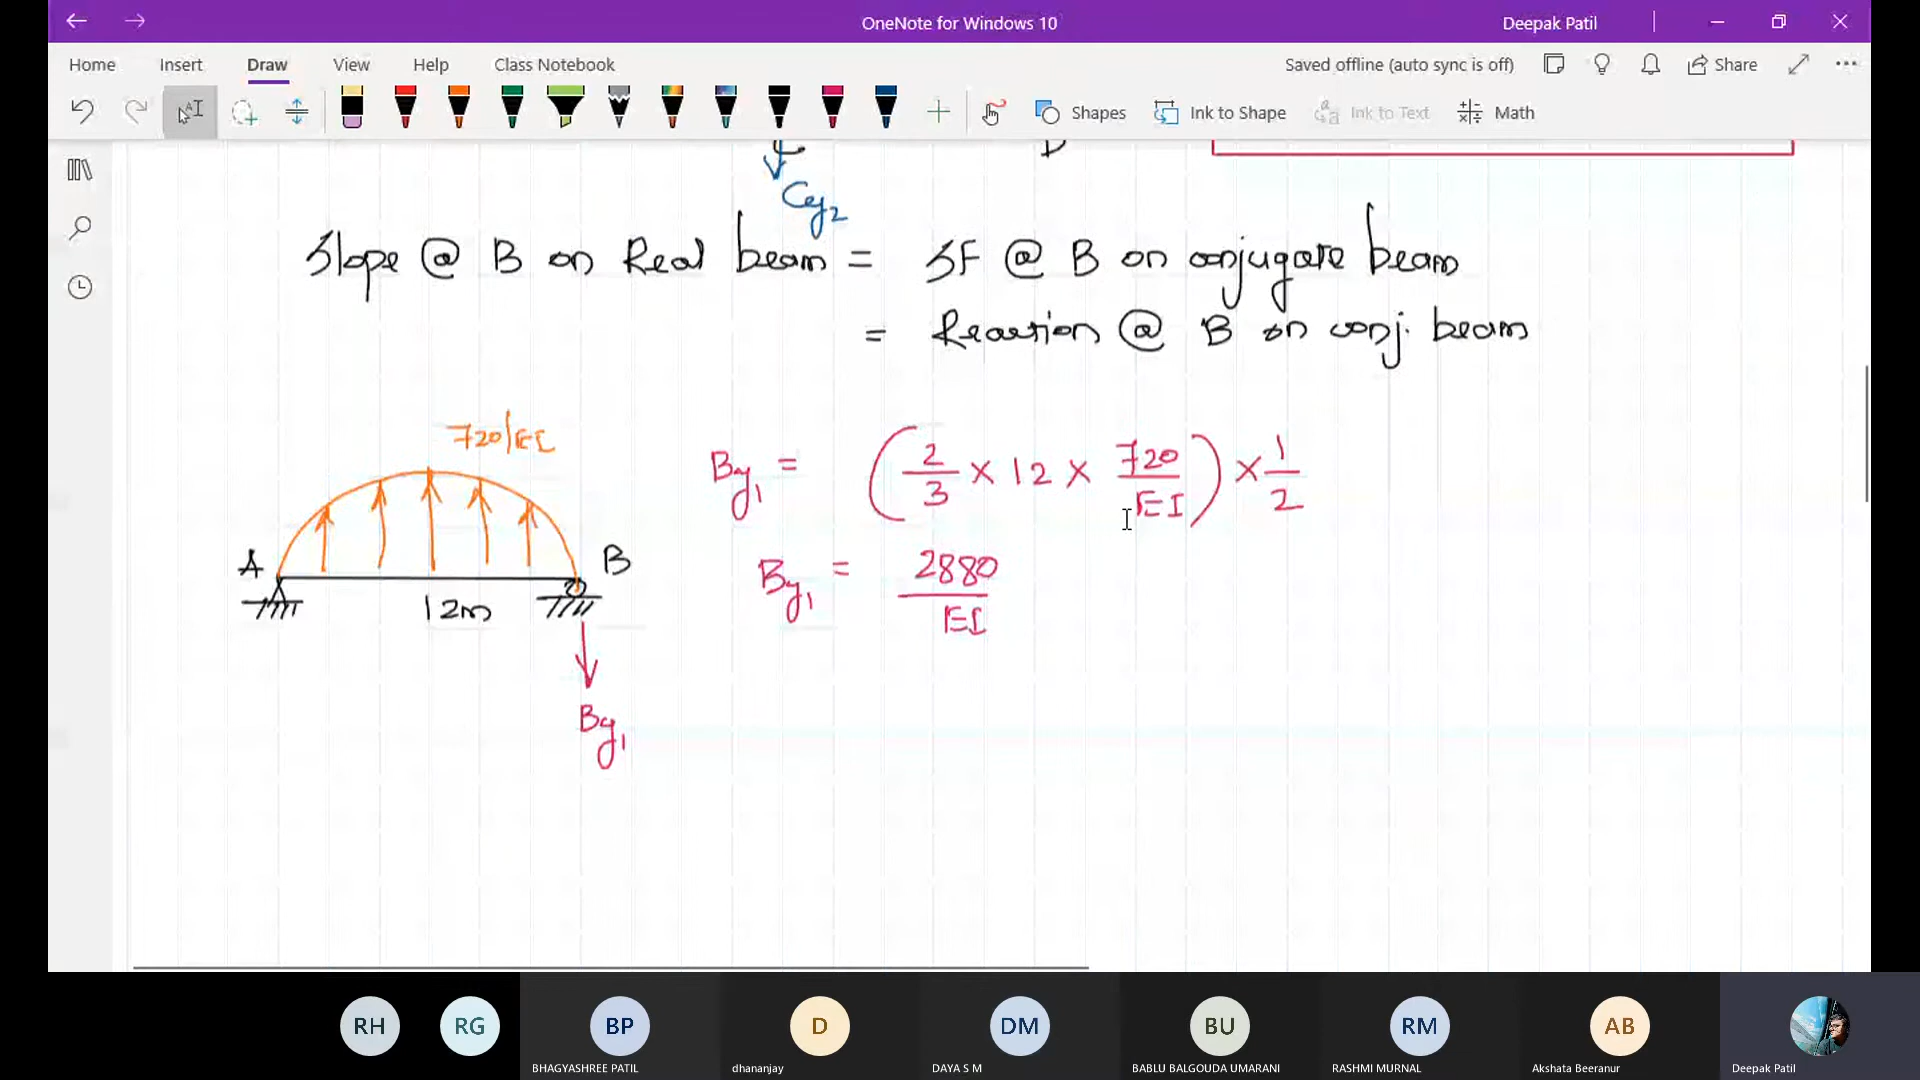 OneNote for Windows 10
Deepak Patil
Home Insert Draw View Help Class Notebook
Saved offline (auto sync is off)
Share
Shapes
Ink to Shape
Ink to Text
Math
Cy2
Slope @ B on Real beam = SF @ B on conjugate beam
= Reaction @ B on conj. beam
720/EI
By1 = (2/3 × 12 × 720/EI) × 1/2
A
B
12m
By1 = 2880/EI
By1
RH
RG
BP
D
DM
BU
RM
AB
BHAGYASHREE PATIL
dhananjay
DAYA S M
BABLU BALGOUDA UMARANI
RASHMI MURNAL
Akshata Beeranur
Deepak Patil